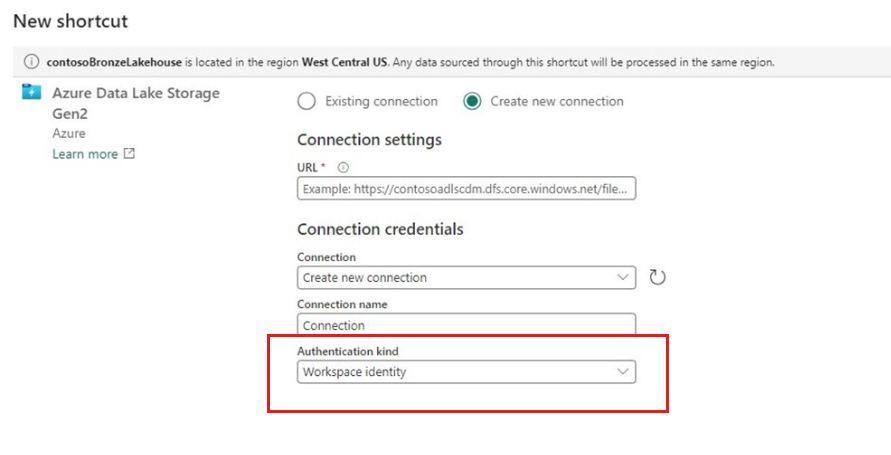 New shortcut
contosoBronzeLakehouse is located in the region West Central US. Any data sourced through this shortcut will be processed in the same region.
Azure Data Lake Storage
Gen2
Azure
Learn more
Existing connection
Create new connection
Connection settings
URL *
Example: https://contosoadlscdm.dfs.core.windows.net/file...
Connection credentials
Connection
Create new connection
Connection name
Connection
Authentication kind
Workspace identity